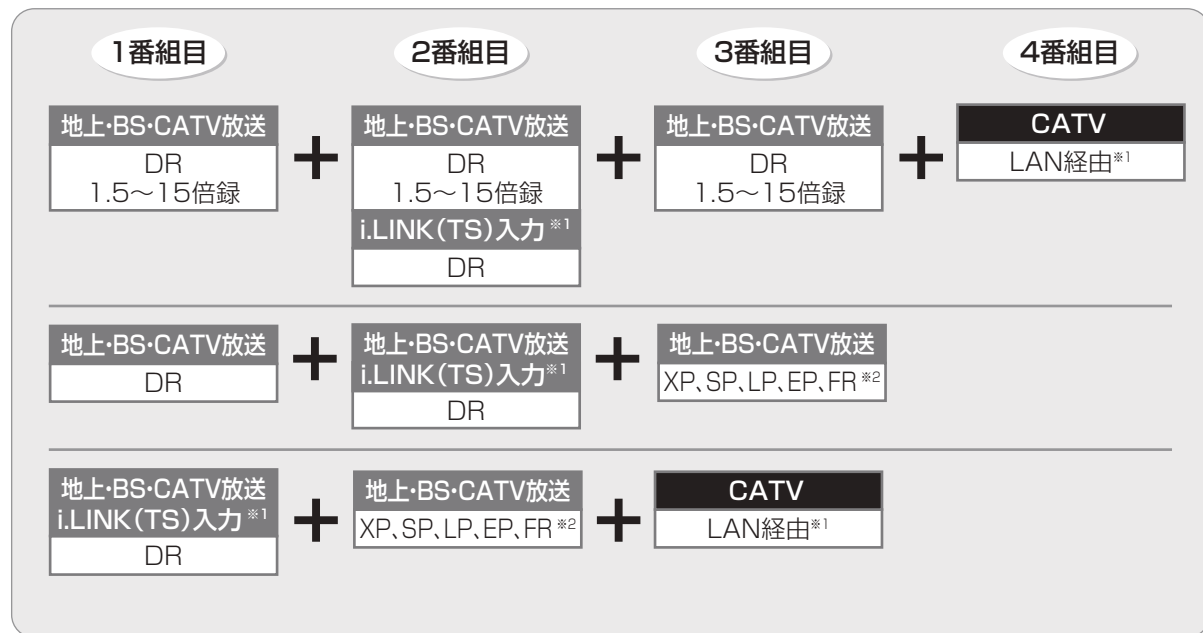 1番組目
2番組目
3番組目
4番組目
地上・BS・CATV放送
DR
1.5〜15倍録
+
地上・BS・CATV放送
DR
1.5〜15倍録
i.LINK(TS)入力※1
DR
+
地上・BS・CATV放送
DR
1.5〜15倍録
+
CATV
LAN経由※1
地上・BS・CATV放送
DR
+
地上・BS・CATV放送
i.LINK(TS)入力※1
DR
+
地上・BS・CATV放送
XP、SP、LP、EP、FR※2
地上・BS・CATV放送
i.LINK(TS)入力※1
DR
+
地上・BS・CATV放送
XP、SP、LP、EP、FR※2
+
CATV
LAN経由※1